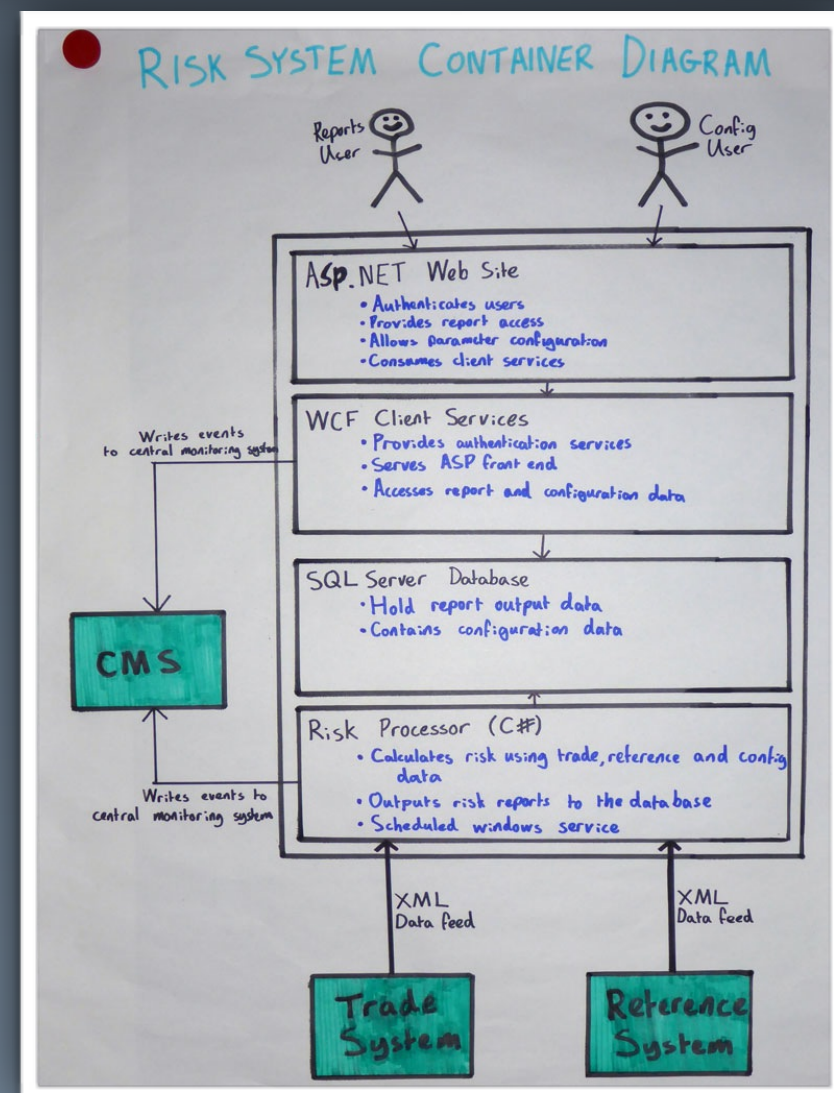 RISK SYSTEM CONTAINER DIAGRAM
Reports
User
Config
User
ASP.NET Web Site
• Authenticates users
• Provides report access
• Allows parameter configuration
• Consumes client services
WCF Client Services
• Provides authentication services
• Serves ASP front end
• Accesses report and configuration data
Writes events
to central monitoring system
SQL Server Database
• Hold report output data
• Contains configuration data
CMS
Risk Processor (C#)
• Calculates risk using trade, reference and config
data
• Outputs risk reports to the database
• Scheduled windows service
Writes events to
central monitoring system
XML
Data feed
XML
Data feed
Trade
System
Reference
System